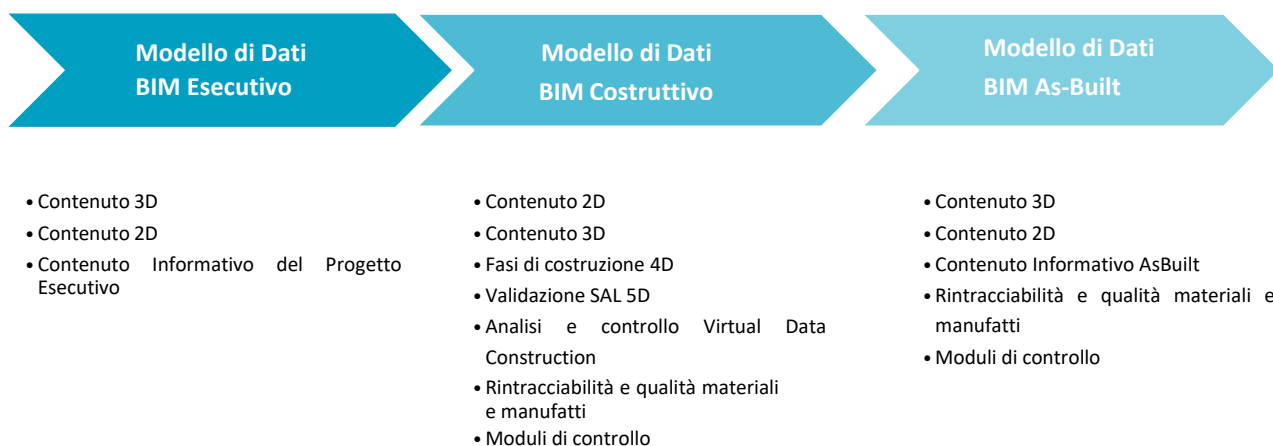 Modello di Dati
BIM Esecutivo
• Contenuto 3D
• Contenuto 2D
• Contenuto Informativo del Progetto
Esecutivo
Modello di Dati
BIM Costruttivo
• Contenuto 2D
• Contenuto 3D
• Fasi di costruzione 4D
• Validazione SAL 5D
• Analisi e controllo Virtual Data
Construction
• Rintracciabilità e qualità materiali
e manufatti
• Moduli di controllo
Modello di Dati
BIM As-Built
• Contenuto 3D
• Contenuto 2D
• Contenuto Informativo AsBuilt
• Rintracciabilità e qualità materiali e
manufatti
• Moduli di controllo